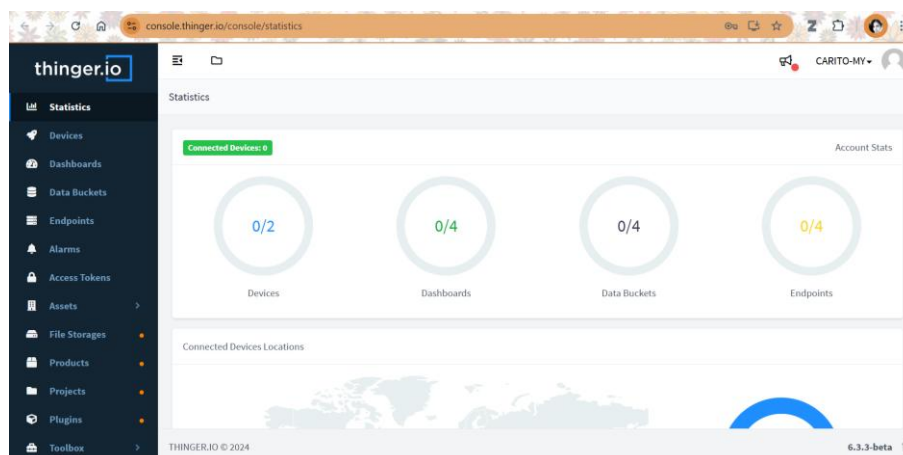 console.thinger.io/console/statistics
thinger.io
CARITO-MY
Statistics
Statistics
Devices
Dashboards
Data Buckets
Endpoints
Alarms
Access Tokens
Assets
File Storages
Products
Projects
Plugins
Toolbox
Connected Devices: 0
Account Stats
0/2
0/4
0/4
0/4
Devices
Dashboards
Data Buckets
Endpoints
Connected Devices Locations
THINGER.IO © 2024
6.3.3-beta